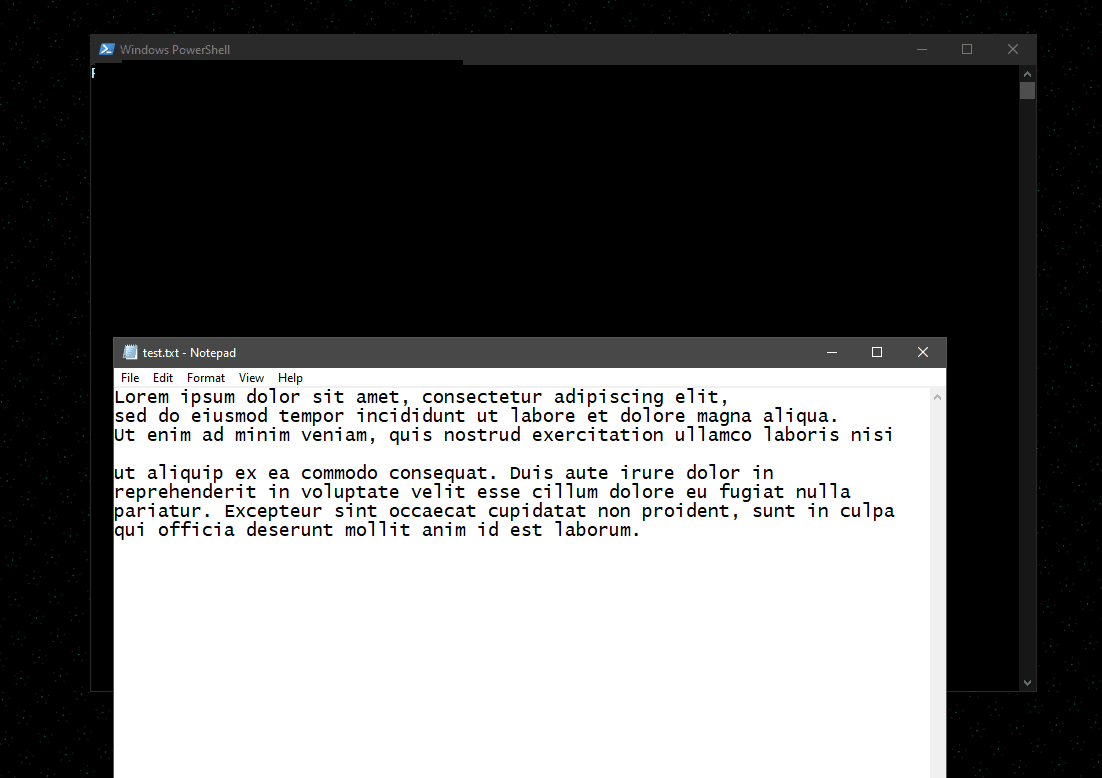 Windows PowerShell
test.txt - Notepad
File Edit Format View Help
Lorem ipsum dolor sit amet, consectetur adipiscing elit,
sed do eiusmod tempor incididunt ut labore et dolore magna aliqua.
Ut enim ad minim veniam, quis nostrud exercitation ullamco laboris nisi
ut aliquip ex ea commodo consequat. Duis aute irure dolor in
reprehenderit in voluptate velit esse cillum dolore eu fugiat nulla
pariatur. Excepteur sint occaecat cupidatat non proident, sunt in culpa
qui officia deserunt mollit anim id est laborum.